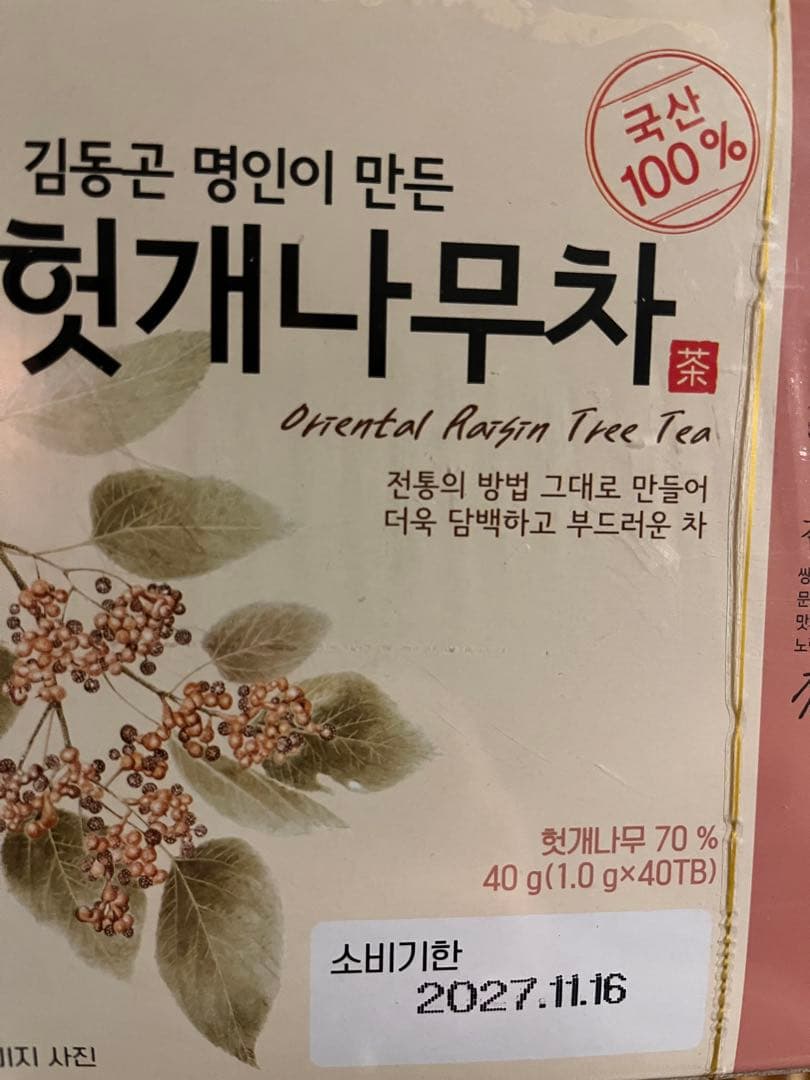 국산
100%
김동곤 명인이 만든
헛개나무차
茶
Oriental Raisin Tree Tea
전통의 방법 그대로 만들어
더욱 담백하고 부드러운 차
헛개나무 70 %
40 g(1.0 g×40TB)
소비기한
2027.11.16
사진